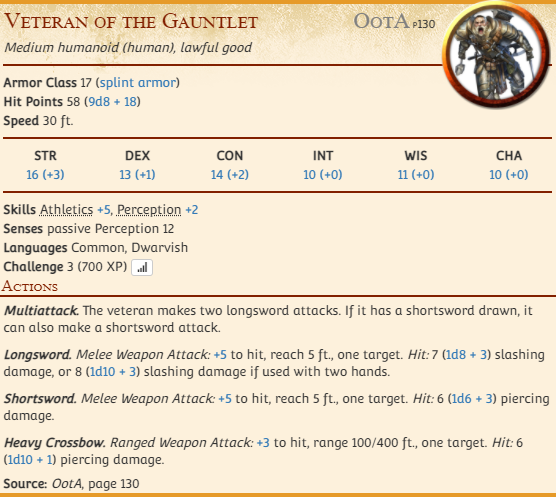 Veteran of the Gauntlet OotA p130
Medium humanoid (human), lawful good
Armor Class 17 (splint armor)
Hit Points 58 (9d8 + 18)
Speed 30 ft.
STR DEX CON INT WIS CHA
16 (+3) 13 (+1) 14 (+2) 10 (+0) 11 (+0) 10 (+0)
Skills Athletics +5, Perception +2
Senses passive Perception 12
Languages Common, Dwarvish
Challenge 3 (700 XP)
Actions
Multiattack. The veteran makes two longsword attacks. If it has a shortsword drawn, it
can also make a shortsword attack.
Longsword. Melee Weapon Attack: +5 to hit, reach 5 ft., one target. Hit: 7 (1d8 + 3) slashing
damage, or 8 (1d10 + 3) slashing damage if used with two hands.
Shortsword. Melee Weapon Attack: +5 to hit, reach 5 ft., one target. Hit: 6 (1d6 + 3) piercing
damage.
Heavy Crossbow. Ranged Weapon Attack: +3 to hit, range 100/400 ft., one target. Hit: 6
(1d10 + 1) piercing damage.
Source: OotA, page 130